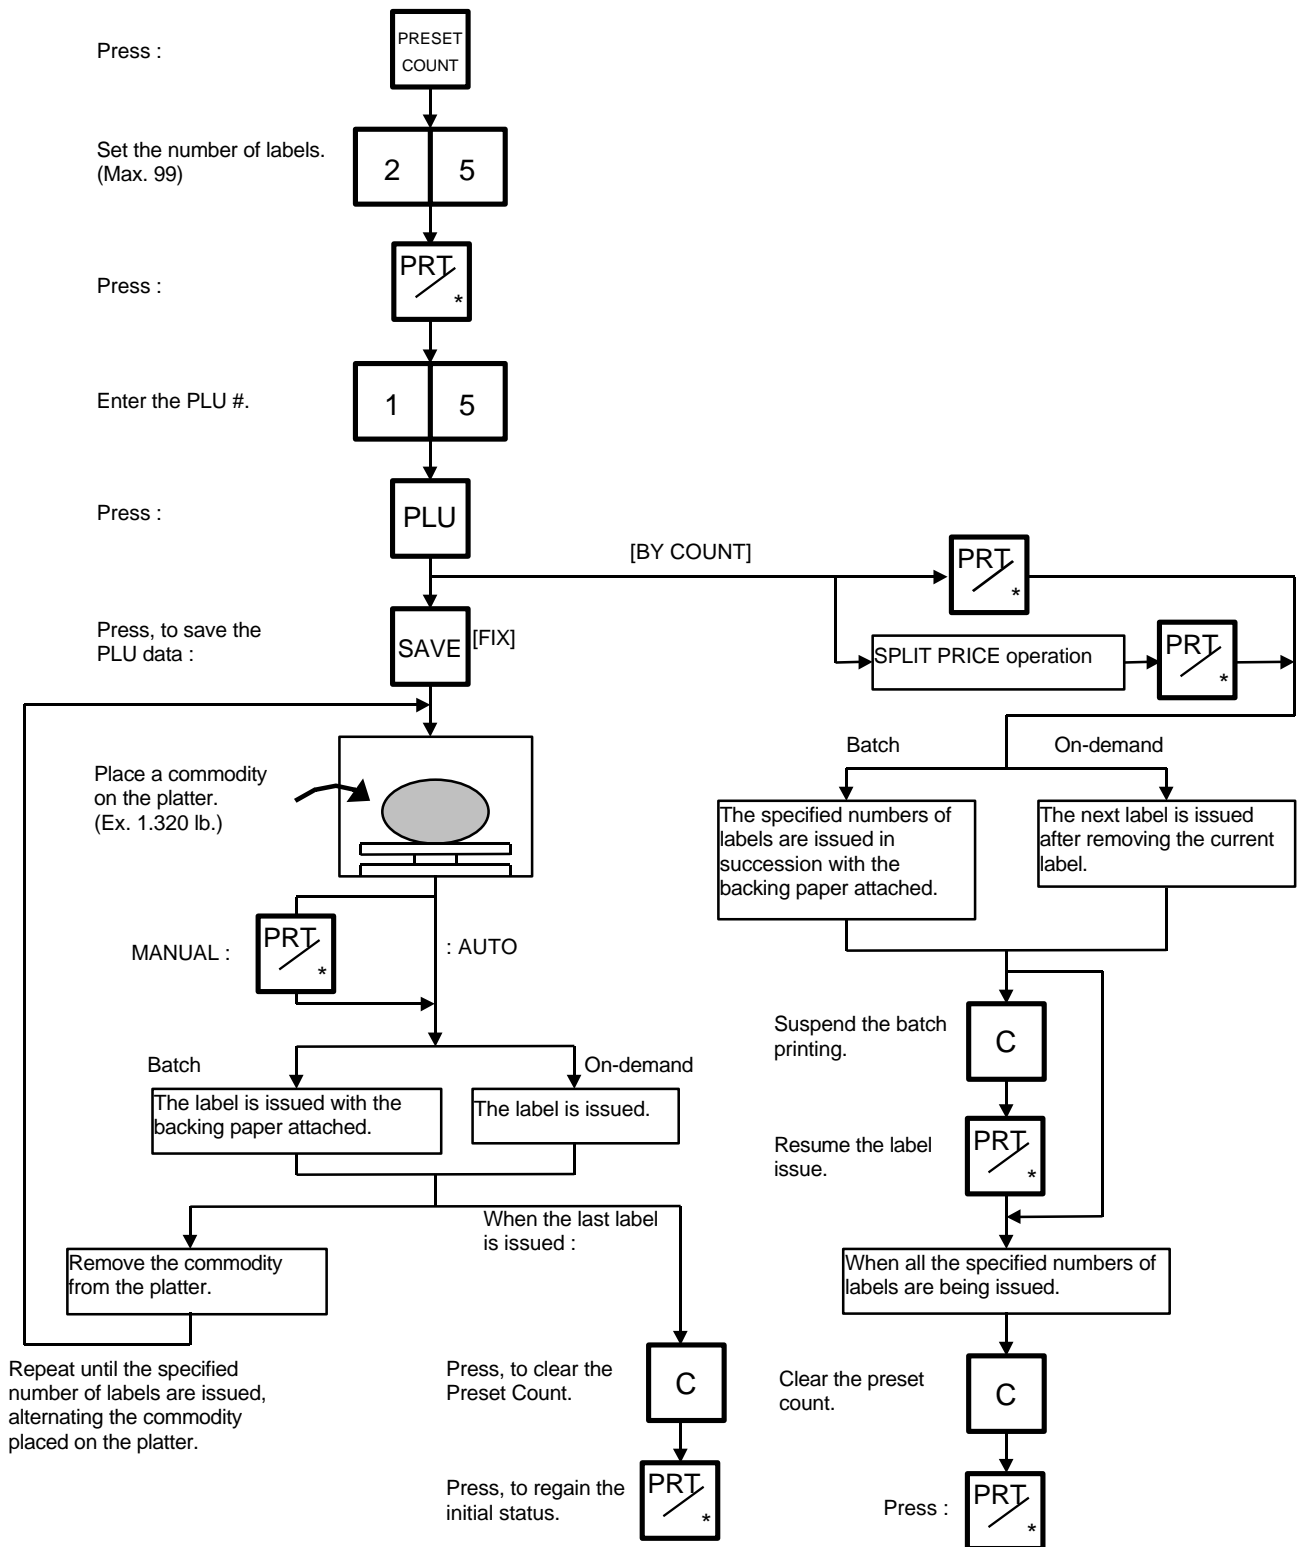 Press :
PRESET
COUNT
Set the number of labels.
(Max. 99)
2 5
Press :
PRT
*
Enter the PLU #.
1 5
Press :
PLU
[BY COUNT]
PRT
*
Press, to save the
PLU data :
SAVE [FIX]
SPLIT PRICE operation
PRT
*
Place a commodity
on the platter.
(Ex. 1.320 lb.)
MANUAL :
PRT
*
: AUTO
Batch
The label is issued with the
backing paper attached.
On-demand
The label is issued.
Remove the commodity
from the platter.
Repeat until the specified
number of labels are issued,
alternating the commodity
placed on the platter.
When the last label
is issued :
Press, to clear the
Preset Count.
C
Press, to regain the
initial status.
PRT
*
Batch
The specified numbers of
labels are issued in
succession with the
backing paper attached.
On-demand
The next label is issued
after removing the current
label.
Suspend the batch
printing.
C
Resume the label
issue.
PRT
*
When all the specified numbers of
labels are being issued.
Clear the preset
count.
C
Press :
PRT
*